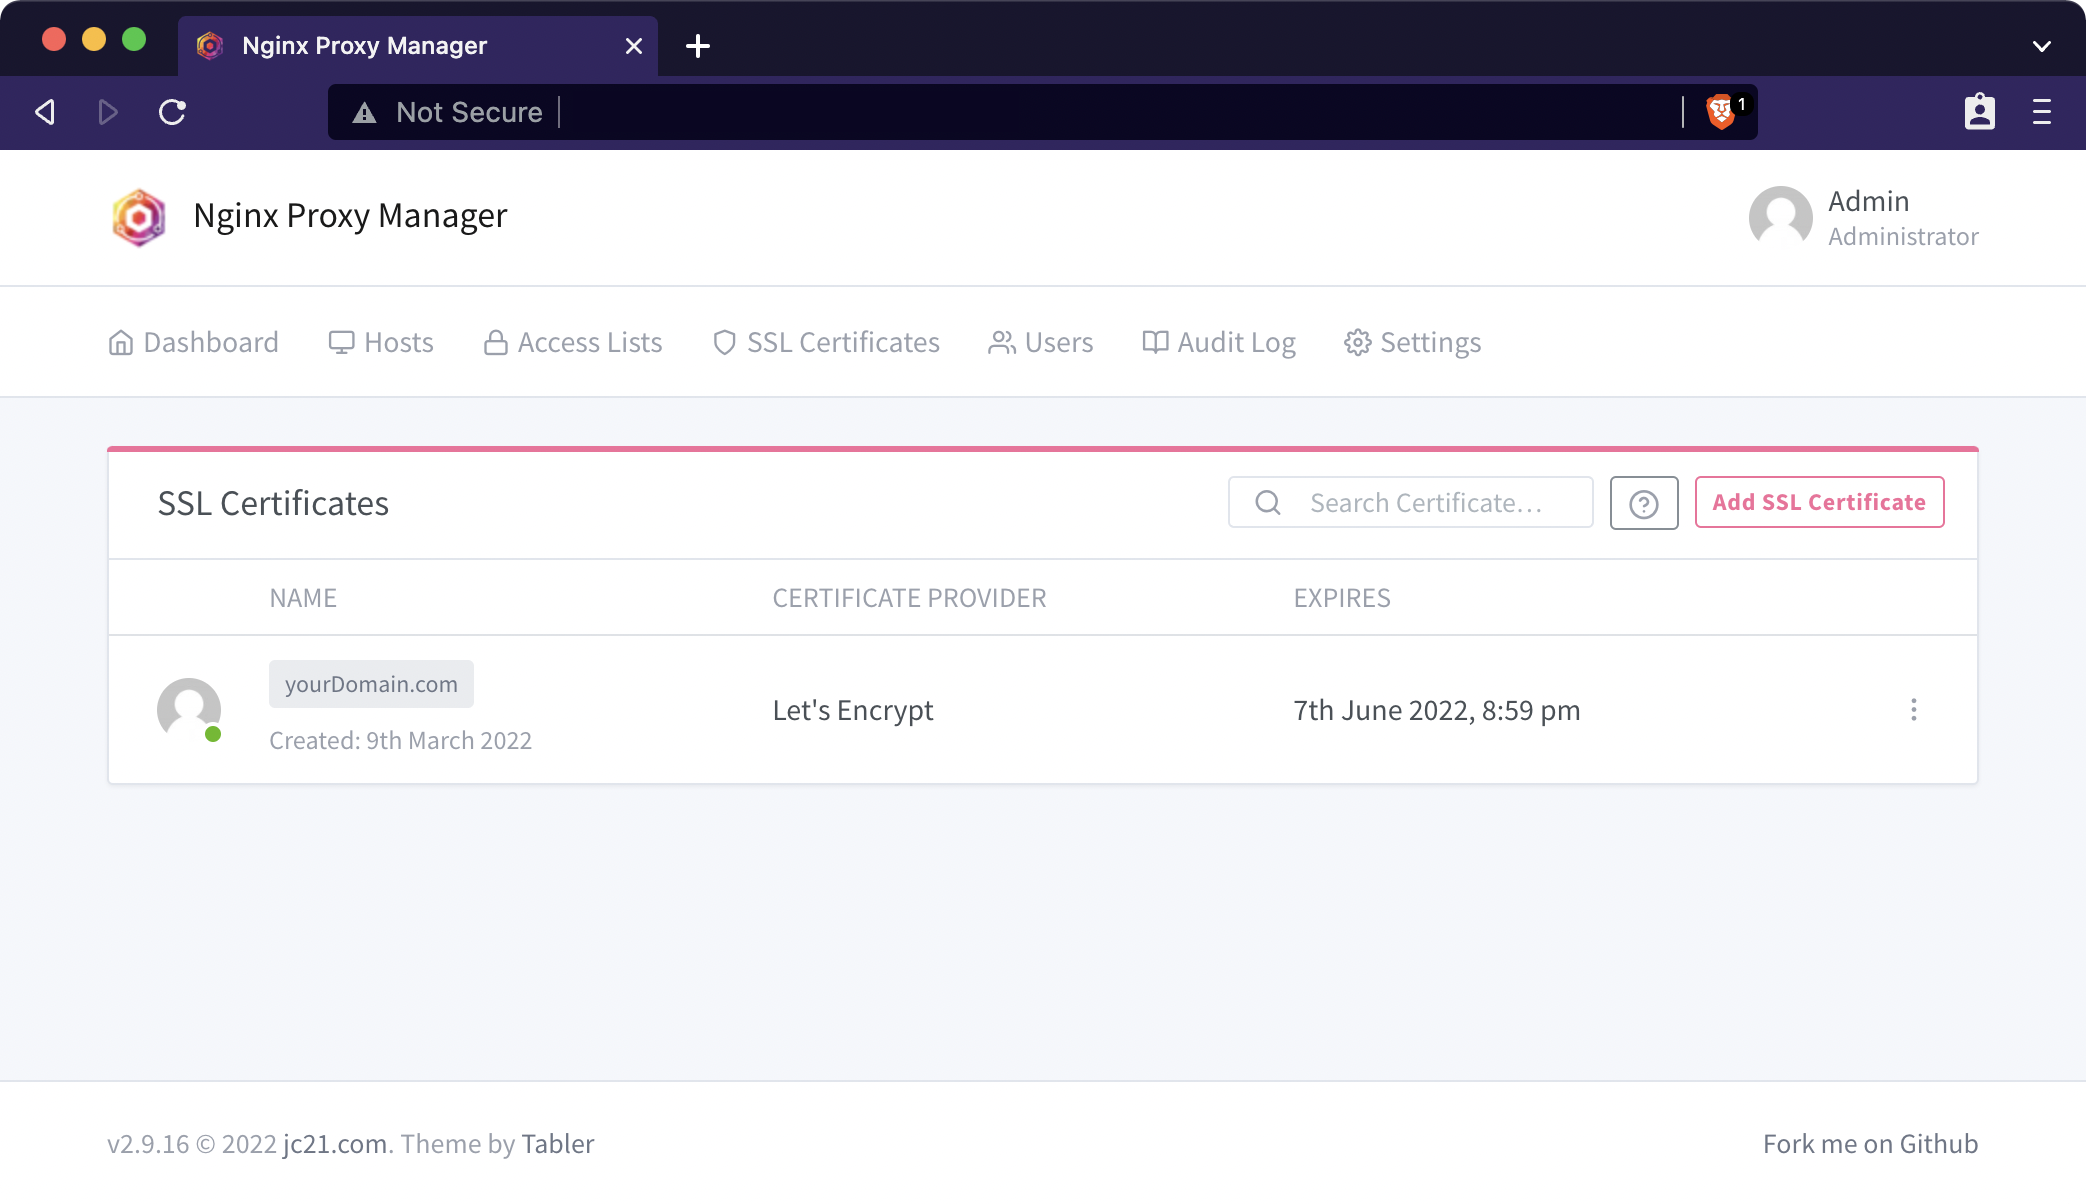 Nginx Proxy Manager
Not Secure
1
Nginx Proxy Manager
Admin
Administrator
Dashboard Hosts Access Lists SSL Certificates Users Audit Log Settings
SSL Certificates Search Certificate… Add SSL Certificate
NAME CERTIFICATE PROVIDER EXPIRES
yourDomain.com
Let's Encrypt 7th June 2022, 8:59 pm
Created: 9th March 2022
v2.9.16 © 2022 jc21.com. Theme by Tabler Fork me on Github